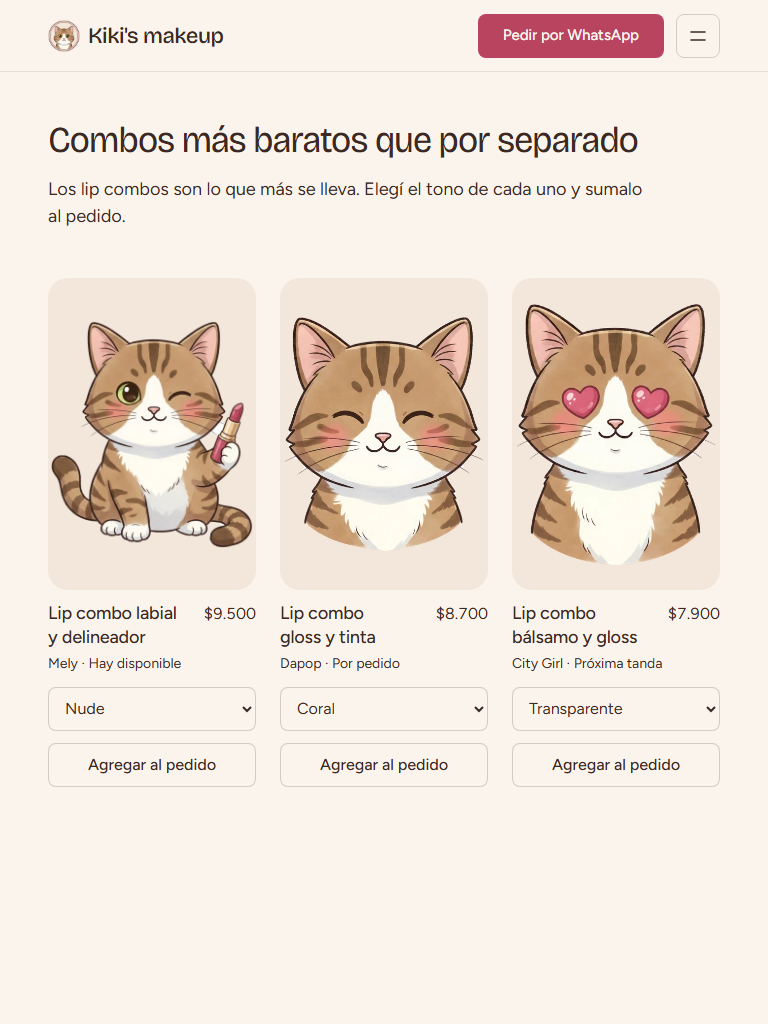 Kiki's makeup
Pedir por WhatsApp
Combos más baratos que por separado
Los lip combos son lo que más se lleva. Elegí el tono de cada uno y sumalo
al pedido.
Lip combo labial
y delineador
$9.500
Mely · Hay disponible
Nude
Agregar al pedido
Lip combo
gloss y tinta
$8.700
Dapop · Por pedido
Coral
Agregar al pedido
Lip combo
bálsamo y gloss
$7.900
City Girl · Próxima tanda
Transparente
Agregar al pedido